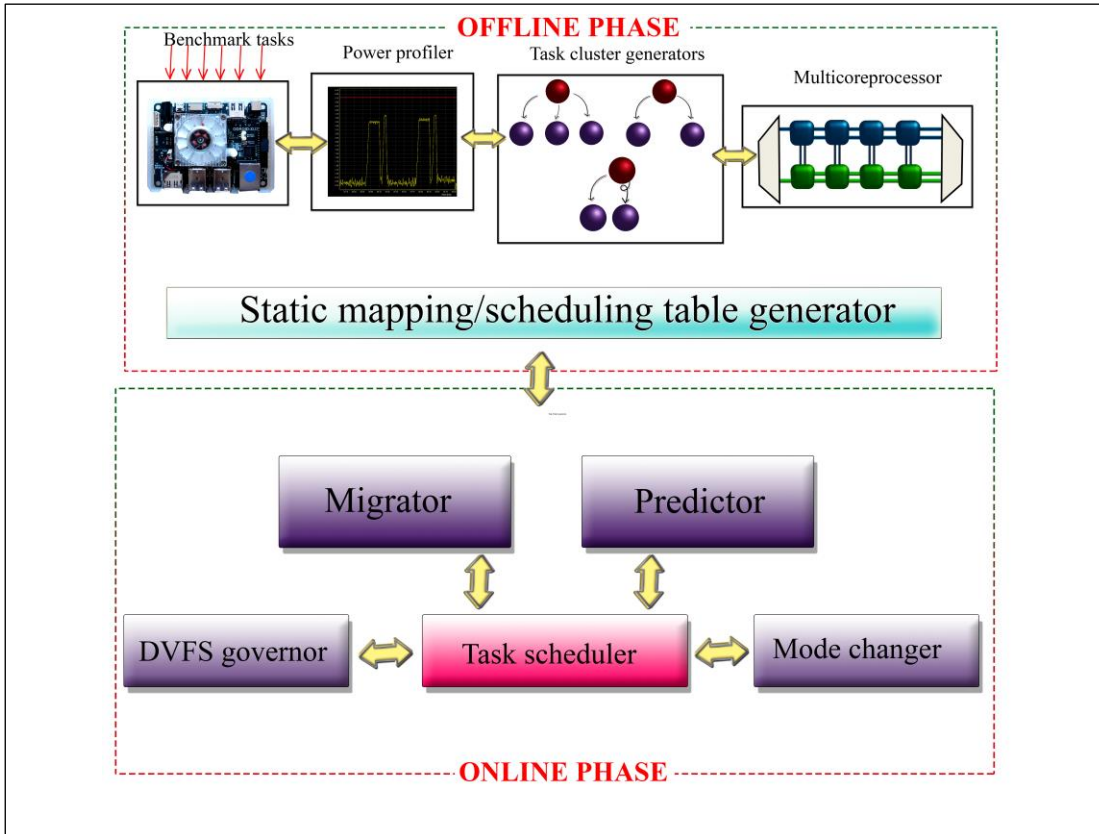 OFFLINE PHASE
Benchmark tasks
Power profiler
Task cluster generators
Multicoreprocessor
Static mapping/scheduling table generator
Migrator
Predictor
DVFS governor
Task scheduler
Mode changer
ONLINE PHASE